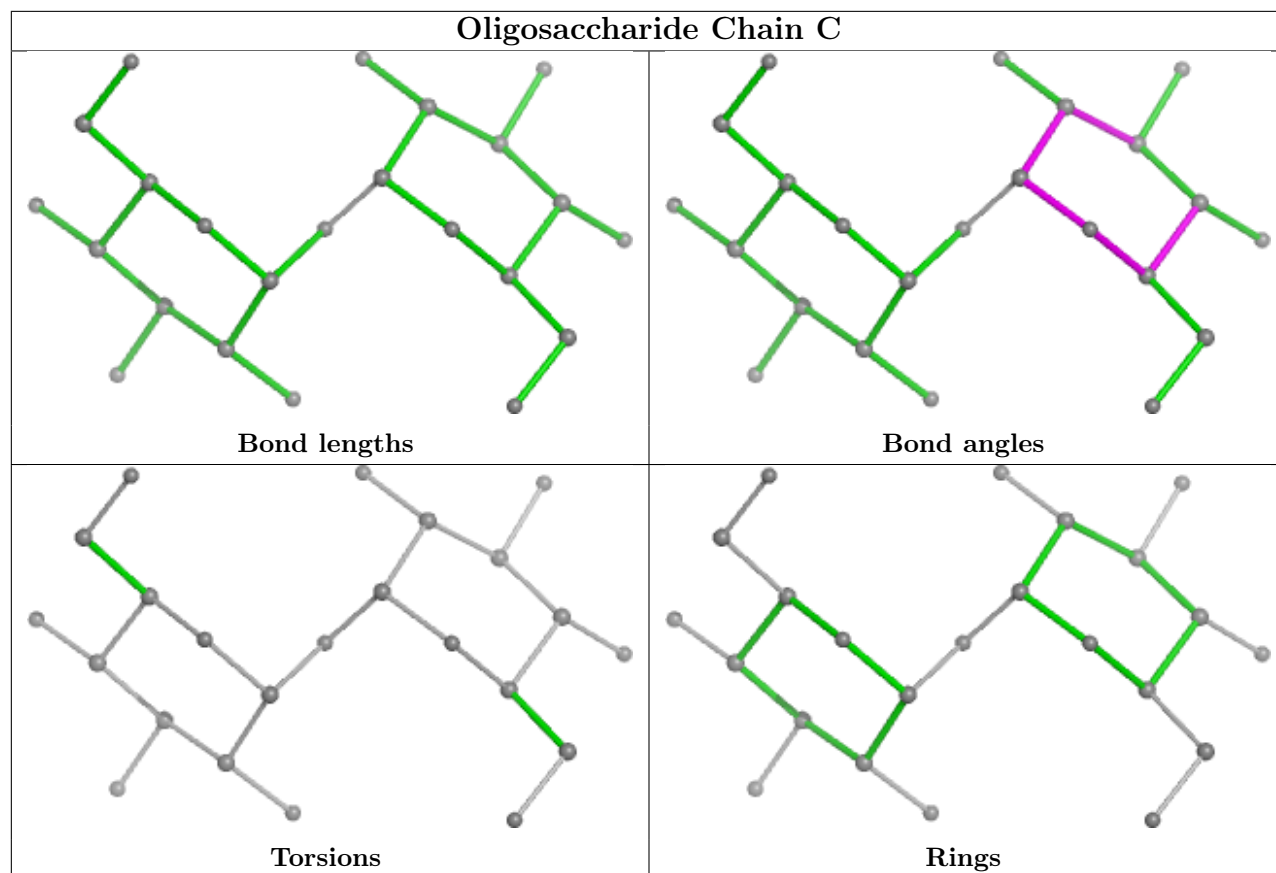 Oligosaccharide Chain C
Bond lengths
Bond angles
Torsions
Rings